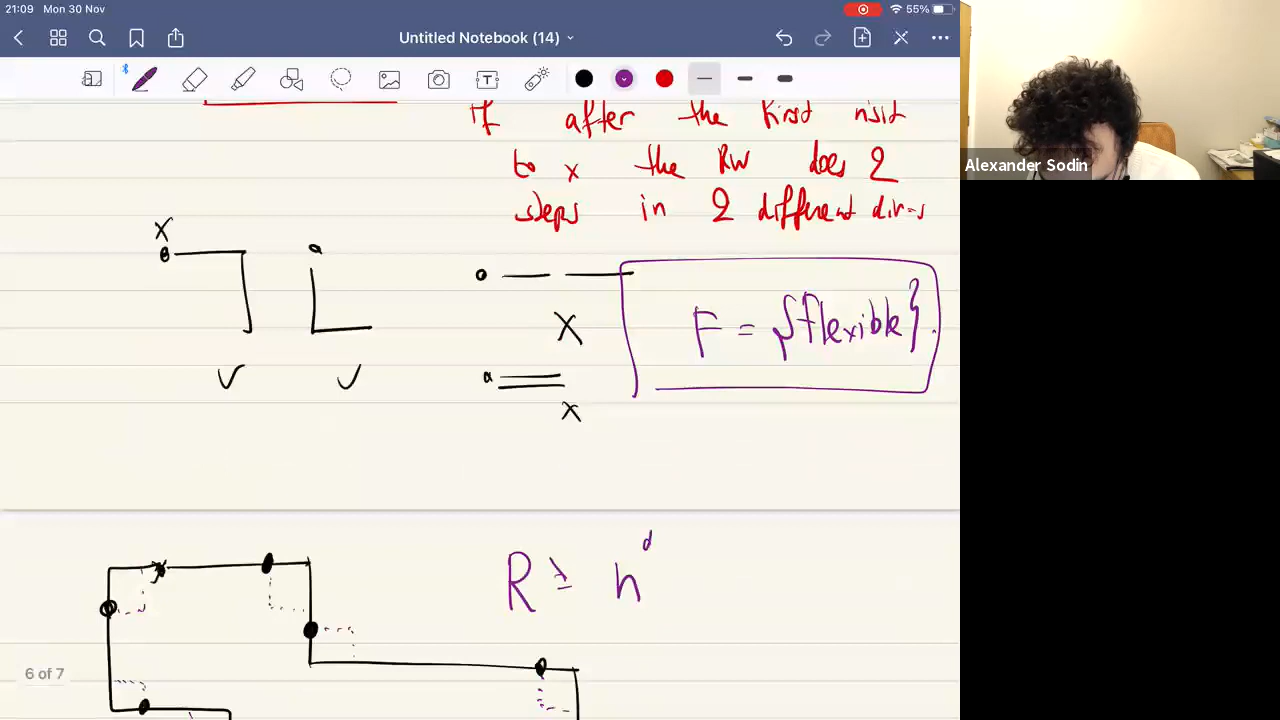 21:09 Mon 30 Nov
55%
Untitled Notebook (14)
If after the first visit
to x the RW does 2
steps in 2 different dir-s
Alexander Sodin
X
X
F = {flexible}.
X
R ≥ n^d
6 of 7